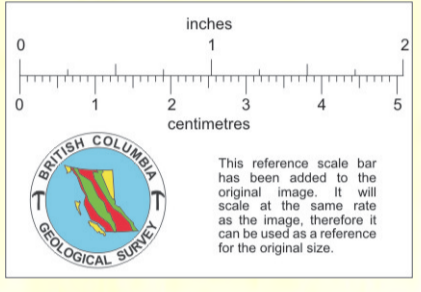 inches
0 1 2
0 1 2 3 4 5
centimetres
BRITISH COLUMBIA
GEOLOGICAL SURVEY
This reference scale bar
has been added to the
original image. It will
scale at the same rate
as the image, therefore it
can be used as a reference
for the original size.